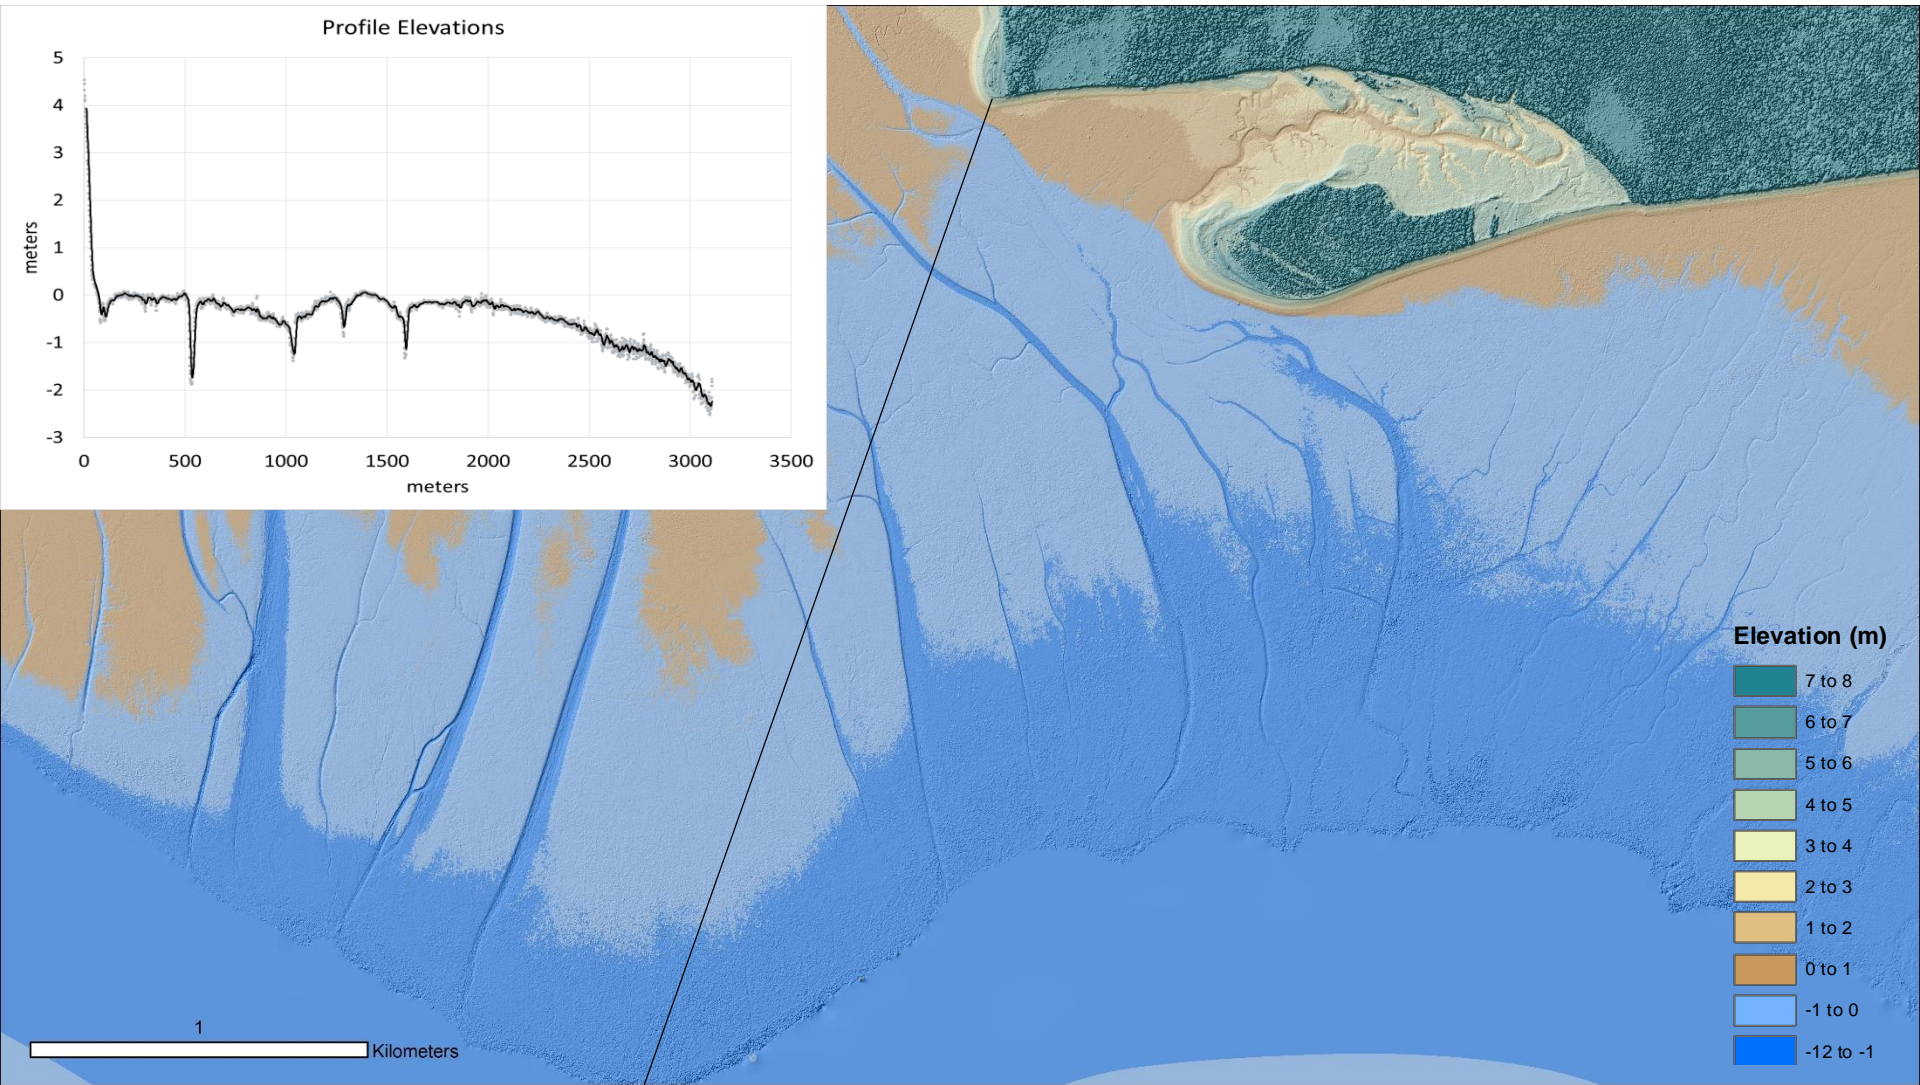 Profile Elevations
5
4
3
2
1
0
-1
-2
-3
meters
0 500 1000 1500 2000 2500 3000 3500
meters
Elevation (m)
7 to 8
6 to 7
5 to 6
4 to 5
3 to 4
2 to 3
1 to 2
0 to 1
-1 to 0
-12 to -1
1
Kilometers